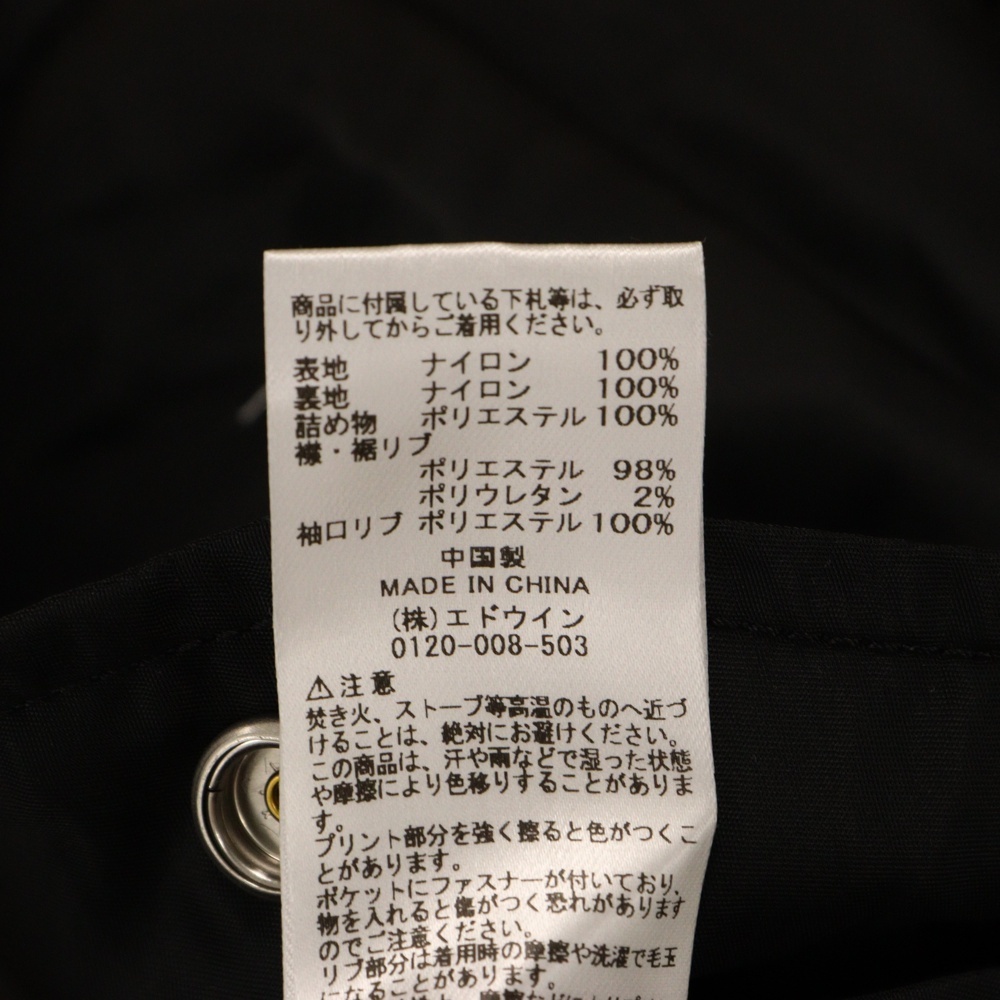 商品に付属している下札等は、必ず取
り外してからご着用ください。
表地 ナイロン 100%
裏地 ナイロン 100%
詰め物 ポリエステル 100%
襟・裾リブ
ポリエステル 98%
ポリウレタン 2%
袖口リブ ポリエステル 100%
中国製
MADE IN CHINA
(株)エドウイン
0120-008-503
⚠注意
焚き火、ストーブ等高温のものへ近づ
けることは、絶対にお避けください。
この商品は、汗や雨などで湿った状態
や摩擦により色移りすることがありま
す。
プリント部分を強く擦ると色がつくこ
とがあります。
ポケットにファスナーが付いており、
物を入れると傷がつく恐れがあります
のでご注意ください。
リブ部分は着用時の摩擦や洗濯で毛玉
になることがあります。